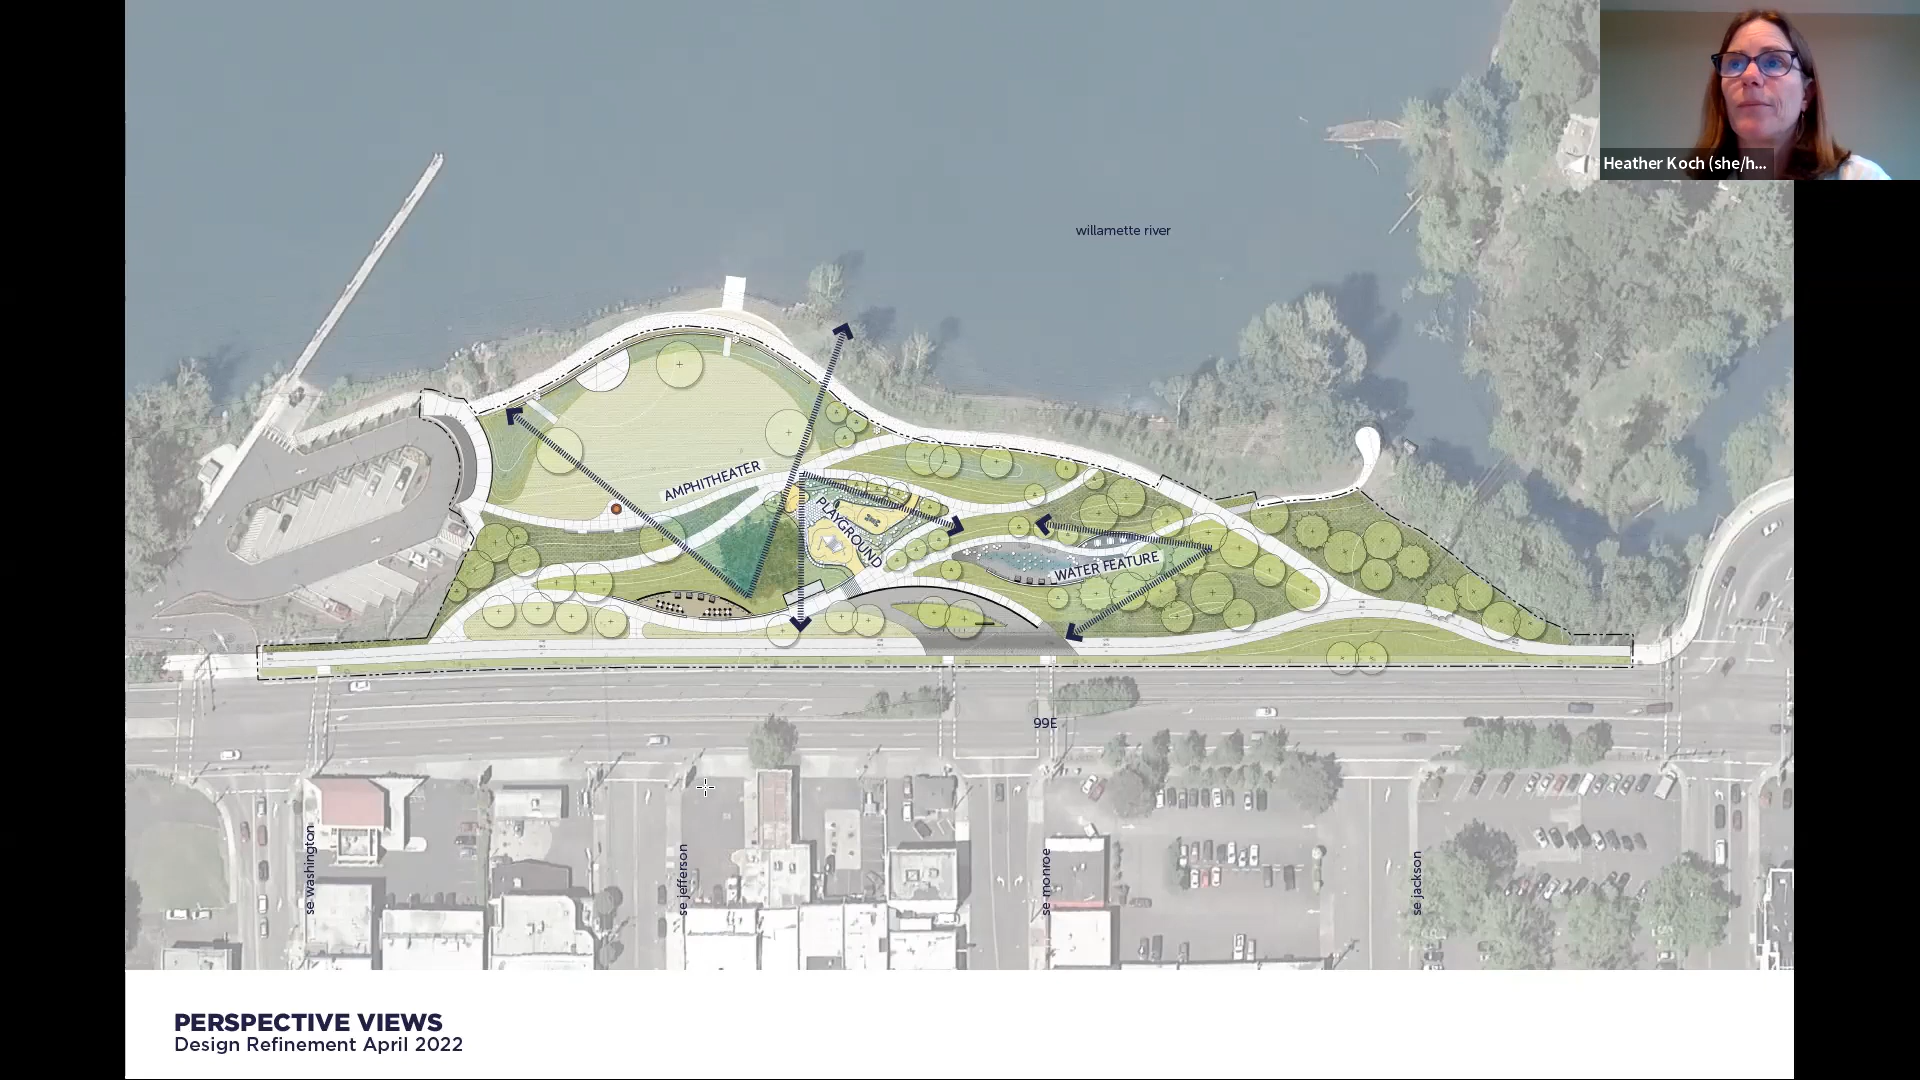 Heather Koch (she/h...
willamette river
AMPHITHEATER
PLAYGROUND
WATER FEATURE
99E
se washington
se jefferson
se monroe
se jackson
PERSPECTIVE VIEWS
Design Refinement April 2022